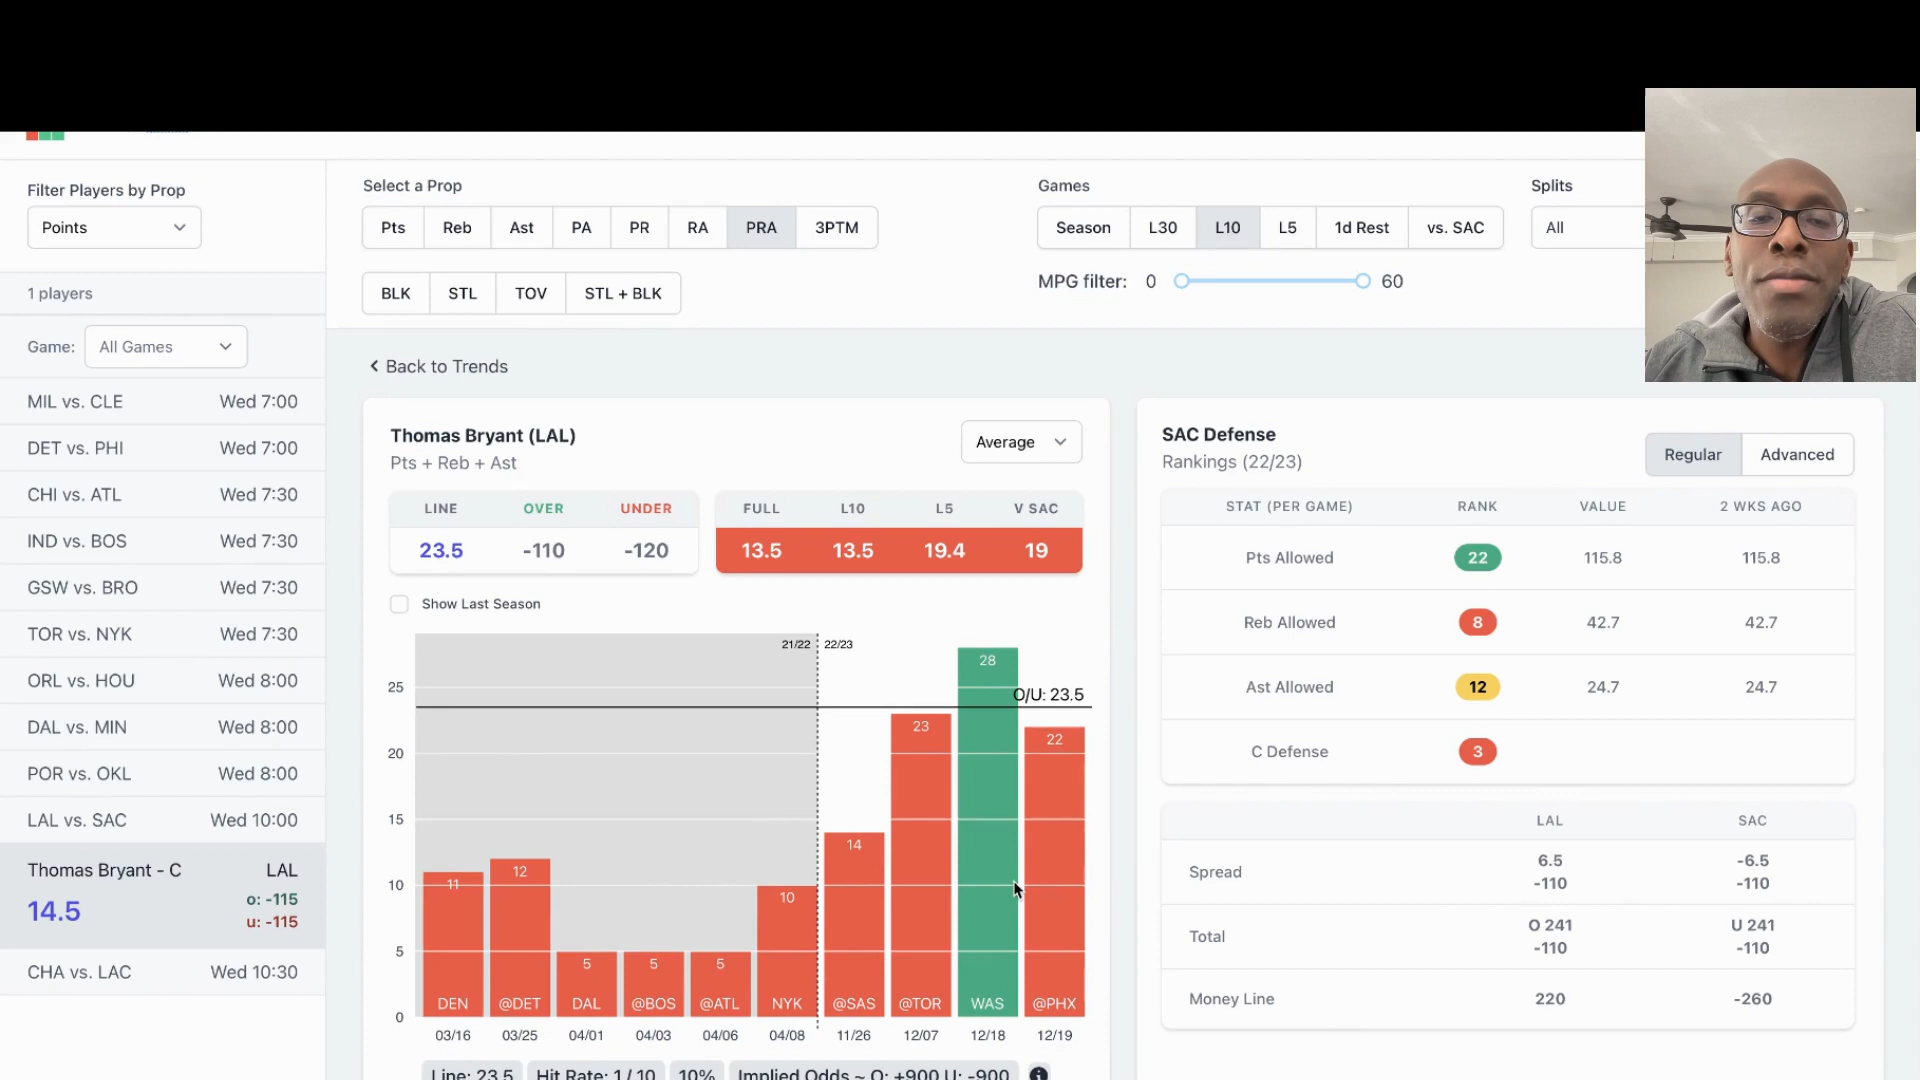 Filter Players by Prop
Points
1 players
Game: All Games
MIL vs. CLE Wed 7:00
DET vs. PHI Wed 7:00
CHI vs. ATL Wed 7:30
IND vs. BOS Wed 7:30
GSW vs. BRO Wed 7:30
TOR vs. NYK Wed 7:30
ORL vs. HOU Wed 8:00
DAL vs. MIN Wed 8:00
POR vs. OKL Wed 8:00
LAL vs. SAC Wed 10:00
Thomas Bryant - C LAL
14.5 o: -115
u: -115
CHA vs. LAC Wed 10:30
Select a Prop
Pts Reb Ast PA PR RA PRA 3PTM
BLK STL TOV STL + BLK
Games
Season L30 L10 L5 1d Rest vs. SAC
MPG filter: 0 60
Splits
All
Back to Trends
Thomas Bryant (LAL)
Pts + Reb + Ast
Average
LINE OVER UNDER
23.5 -110 -120
FULL L10 L5 V SAC
13.5 13.5 19.4 19
Show Last Season
21/22 22/23
O/U: 23.5
25
20
15
10
5
0
11 12 5 5 5 10 14 23 28 22
DEN @DET DAL @BOS @ATL NYK @SAS @TOR WAS @PHX
03/16 03/25 04/01 04/03 04/06 04/08 11/26 12/07 12/18 12/19
Line: 23.5 Hit Rate: 1 / 10 10% Implied Odds ~ O: +900 U: -900
SAC Defense
Rankings (22/23)
Regular Advanced
STAT (PER GAME) RANK VALUE 2 WKS AGO
Pts Allowed 22 115.8 115.8
Reb Allowed 8 42.7 42.7
Ast Allowed 12 24.7 24.7
C Defense 3
LAL SAC
Spread 6.5 -6.5
-110 -110
Total O 241 U 241
-110 -110
Money Line 220 -260